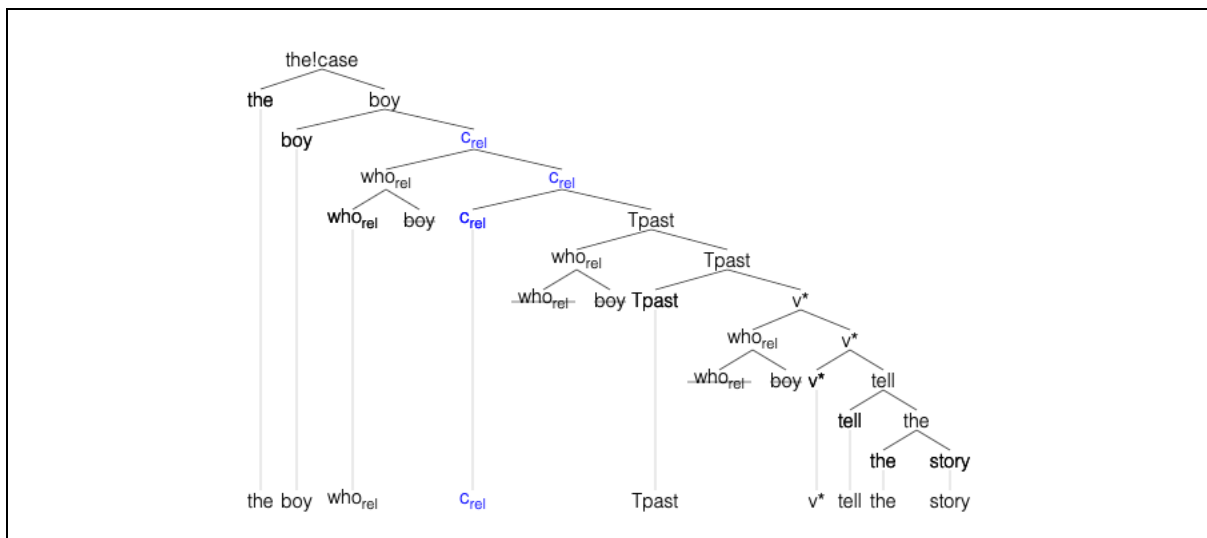 the!case
the boy
boy c_rel
who_rel c_rel
who_rel boy c_rel Tpast
who_rel Tpast
who_rel boy Tpast v*
who_rel v*
who_rel boy v* tell
tell the
the story
the boy who_rel c_rel Tpast v* tell the story